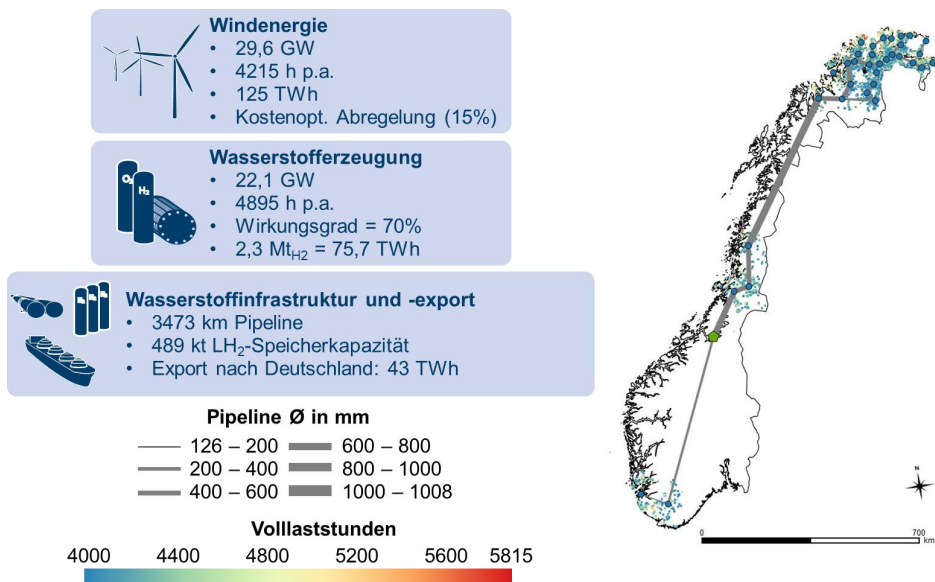 Windenergie
• 29,6 GW
• 4215 h p.a.
• 125 TWh
• Kostenopt. Abregelung (15%)
O₂
H₂
Wasserstofferzeugung
• 22,1 GW
• 4895 h p.a.
• Wirkungsgrad = 70%
• 2,3 Mt_H2 = 75,7 TWh
Wasserstoffinfrastruktur und -export
• 3473 km Pipeline
• 489 kt LH₂-Speicherkapazität
• Export nach Deutschland: 43 TWh
Pipeline Ø in mm
126 – 200
600 – 800
200 – 400
800 – 1000
400 – 600
1000 – 1008
Volllaststunden
4000 4400 4800 5200 5600 5815
N
0 700
km